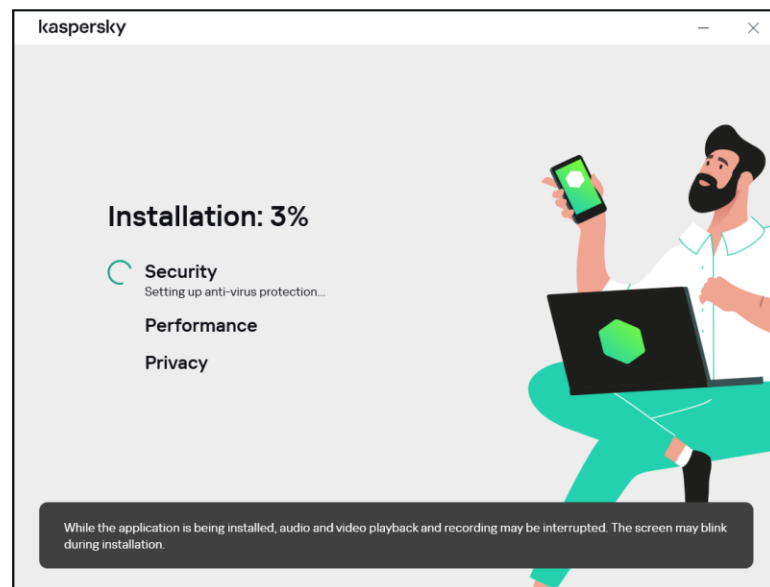 kaspersky
Installation: 3%
Security
Setting up anti-virus protection...
Performance
Privacy
While the application is being installed, audio and video playback and recording may be interrupted. The screen may blink
during installation.